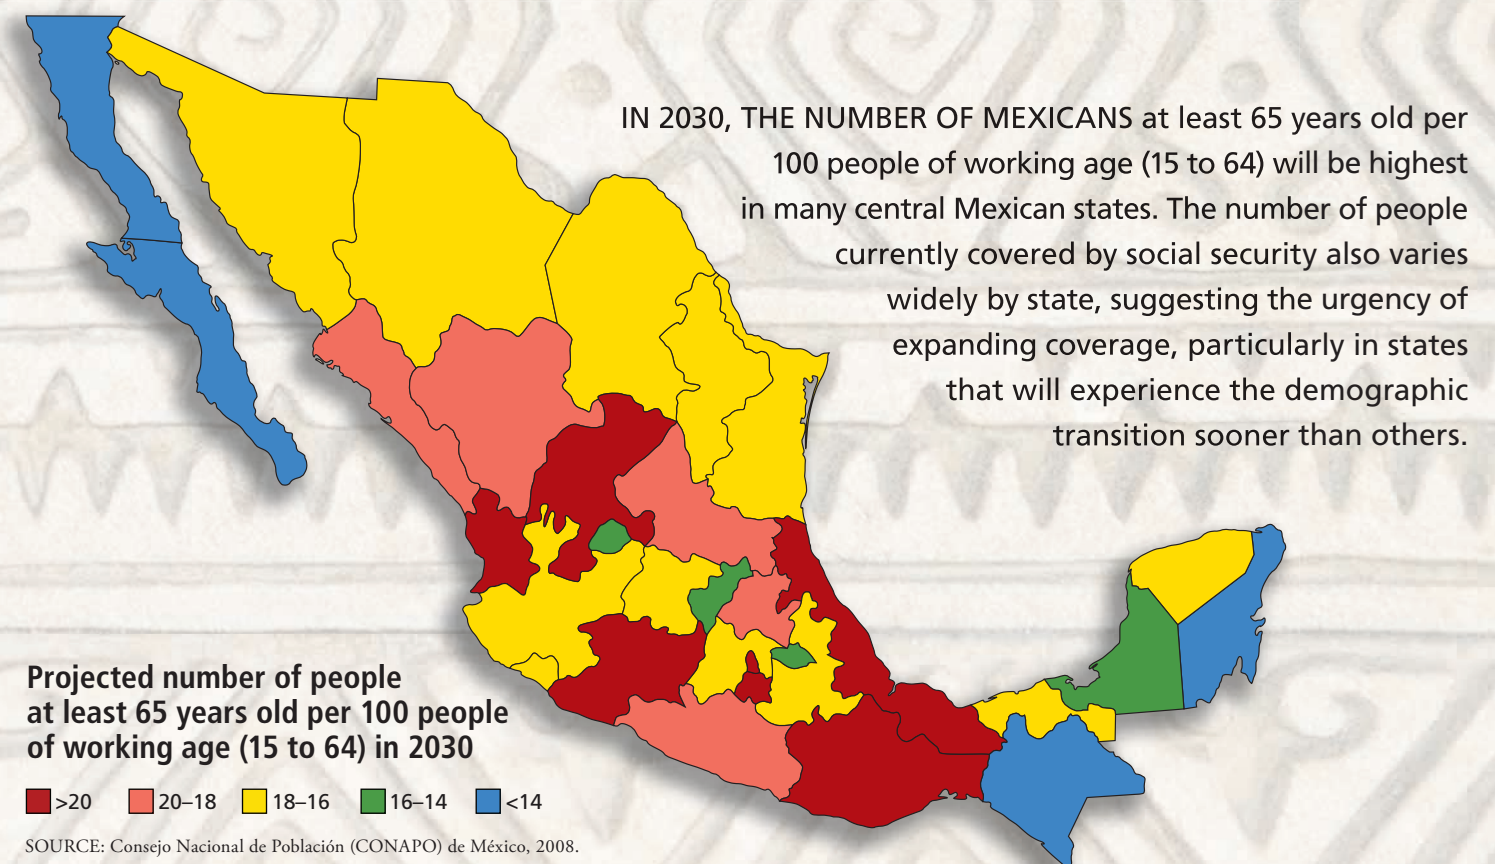 IN 2030, THE NUMBER OF MEXICANS at least 65 years old per
100 people of working age (15 to 64) will be highest
in many central Mexican states. The number of people
currently covered by social security also varies
widely by state, suggesting the urgency of
expanding coverage, particularly in states
that will experience the demographic
transition sooner than others.
Projected number of people
at least 65 years old per 100 people
of working age (15 to 64) in 2030
>20 20–18 18–16 16–14 <14
SOURCE: Consejo Nacional de Población (CONAPO) de México, 2008.